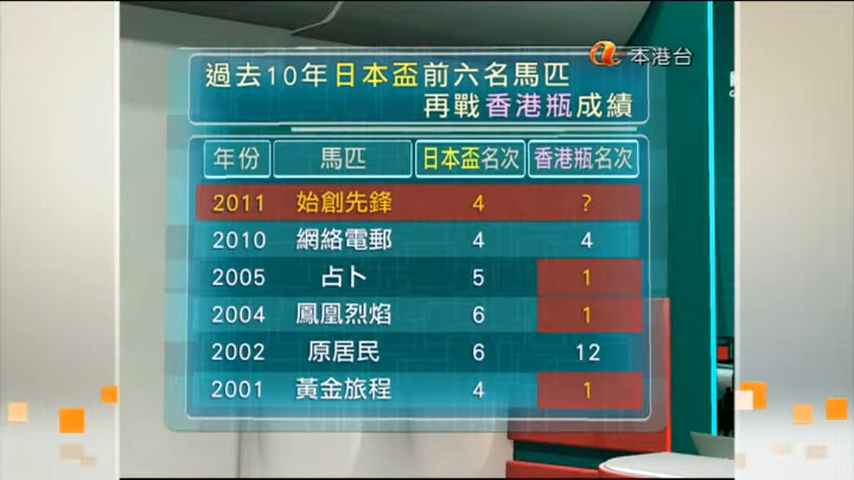 本港台
過去10年日本盃前六名馬匹
再戰香港瓶成績
年份 馬匹 日本盃名次 香港瓶名次
2011 始創先鋒 4 ?
2010 網絡電郵 4 4
2005 占卜 5 1
2004 鳳凰烈焰 6 1
2002 原居民 6 12
2001 黃金旅程 4 1